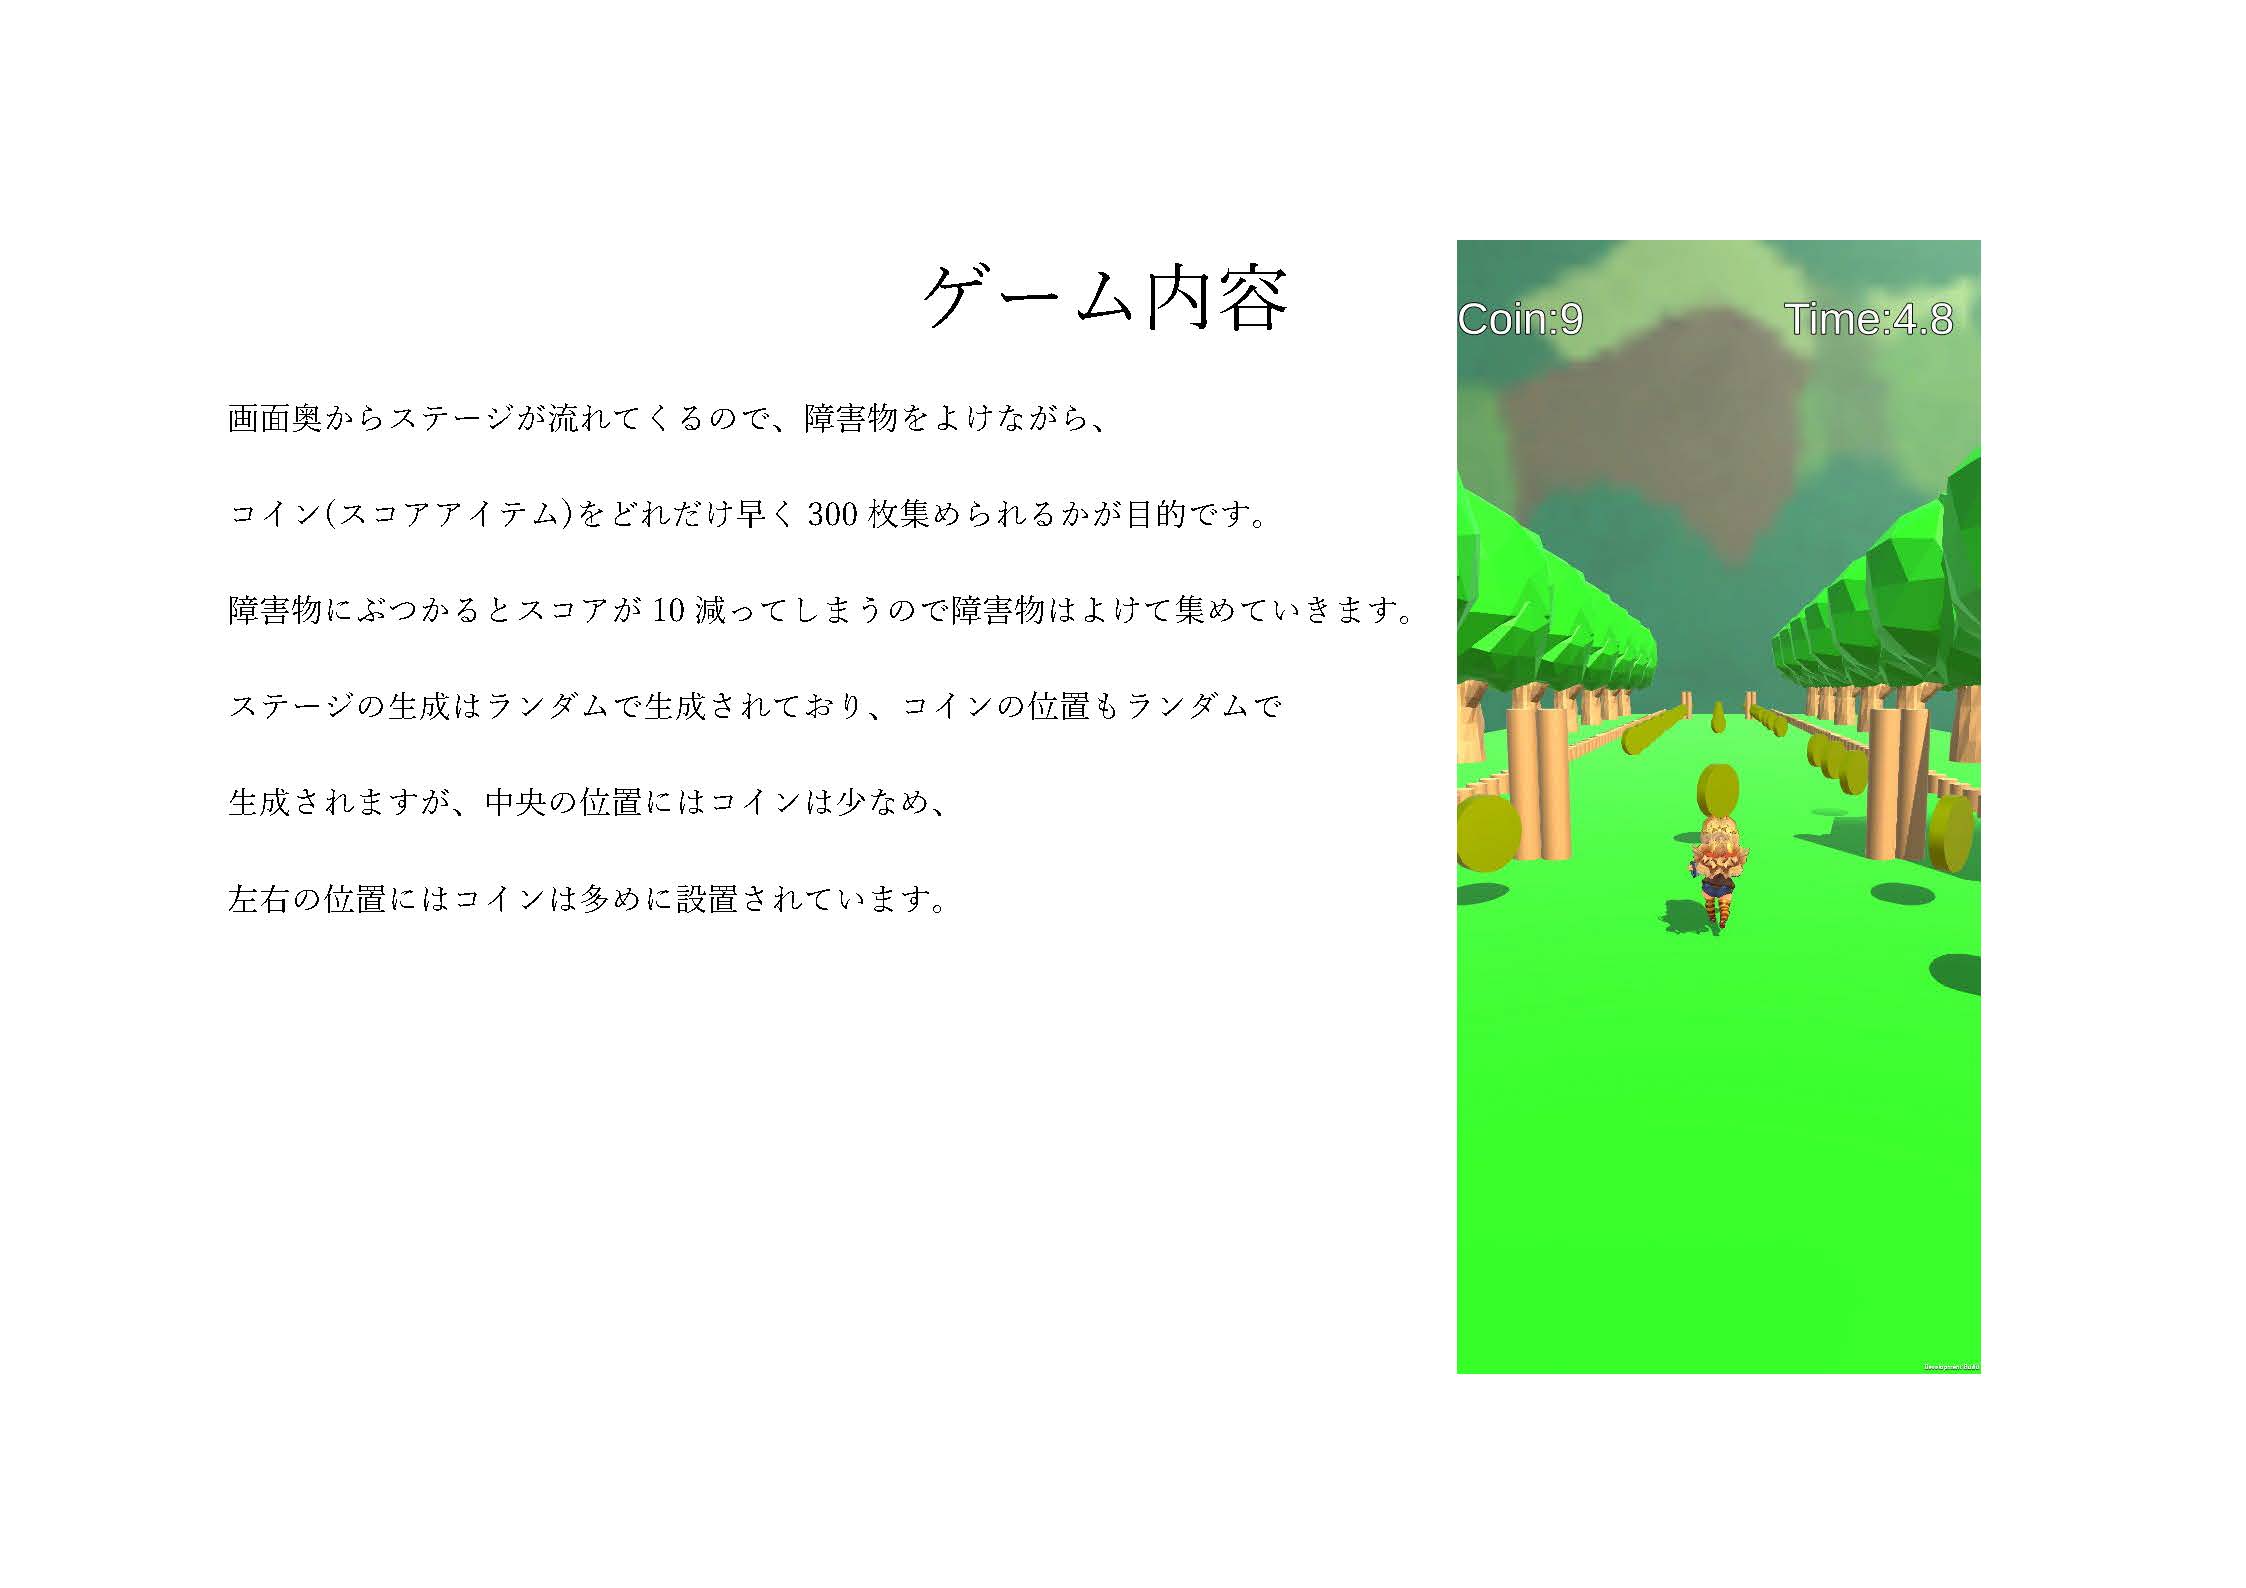 ゲーム内容
画面奥からステージが流れてくるので、障害物をよけながら、
コイン(スコアアイテム)をどれだけ早く 300 枚集められるかが目的です。
障害物にぶつかるとスコアが 10 減ってしまうので障害物はよけて集めていきます。
ステージの生成はランダムで生成されており、コインの位置もランダムで
生成されますが、中央の位置にはコインは少なめ、
左右の位置にはコインは多めに設置されています。
Coin:9
Time:4.8
Development Build